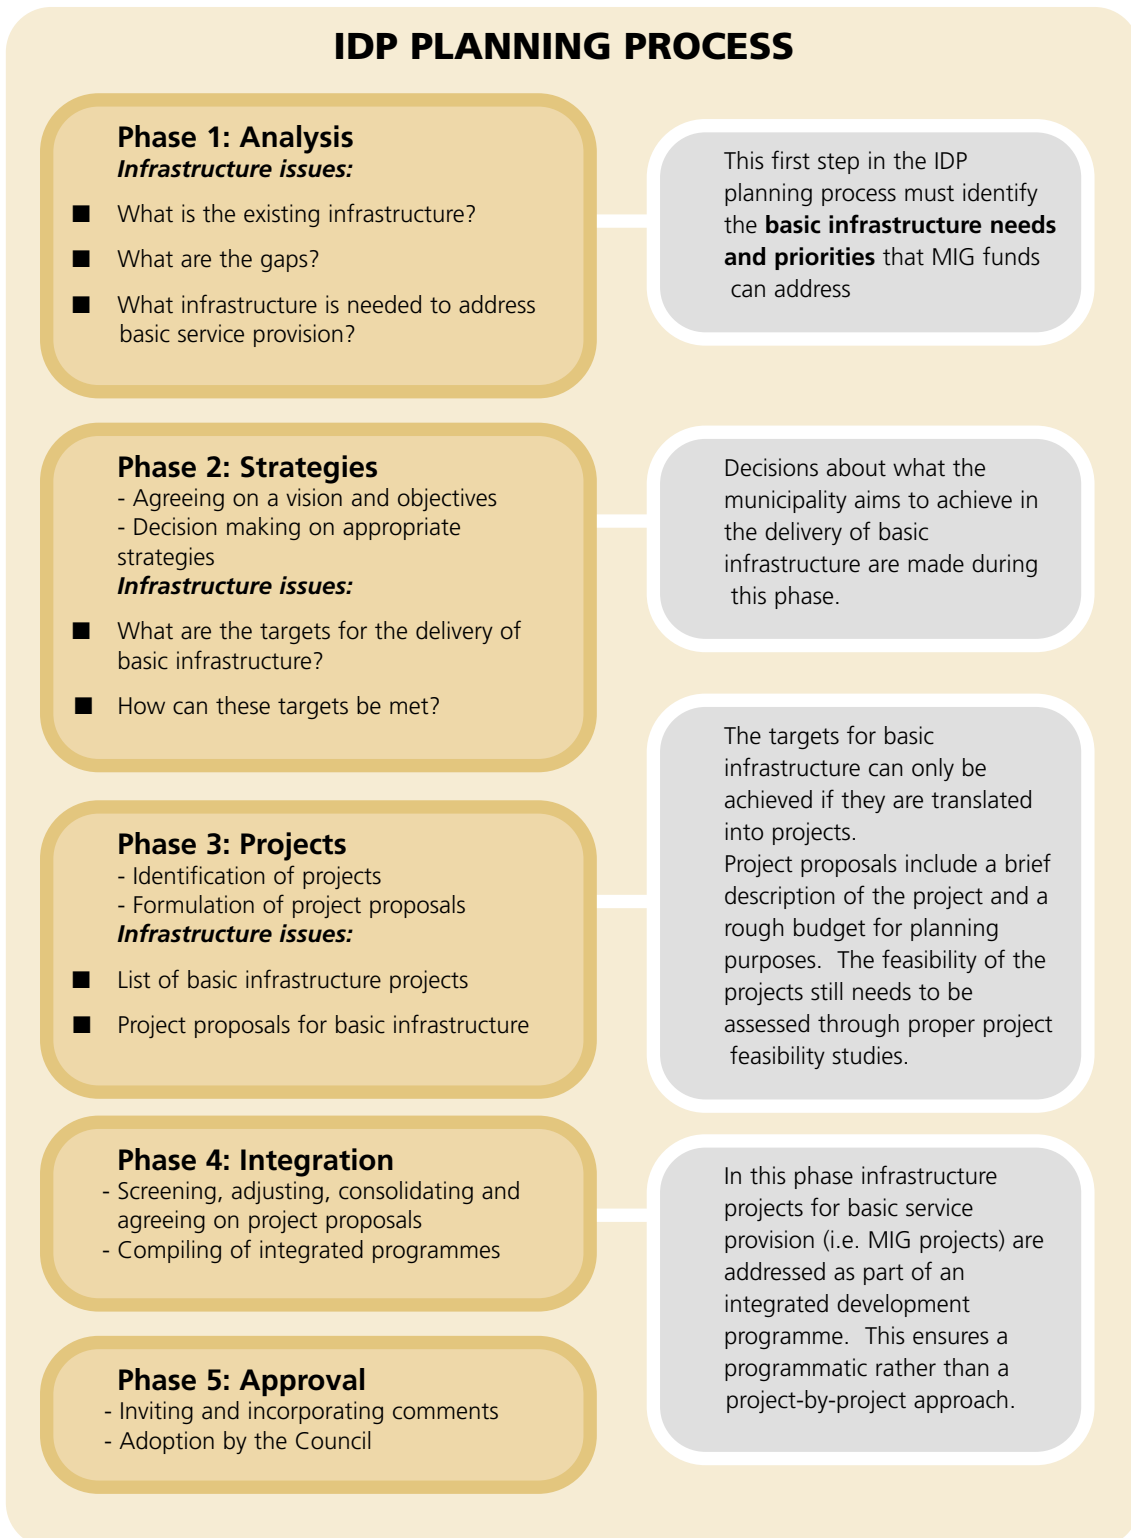 IDP PLANNING PROCESS
Phase 1: Analysis
Infrastructure issues:
■ What is the existing infrastructure?
■ What are the gaps?
■ What infrastructure is needed to address
basic service provision?
This first step in the IDP
planning process must identify
the basic infrastructure needs
and priorities that MIG funds
can address
Phase 2: Strategies
- Agreeing on a vision and objectives
- Decision making on appropriate
strategies
Infrastructure issues:
■ What are the targets for the delivery of
basic infrastructure?
■ How can these targets be met?
Decisions about what the
municipality aims to achieve in
the delivery of basic
infrastructure are made during
this phase.
Phase 3: Projects
- Identification of projects
- Formulation of project proposals
Infrastructure issues:
■ List of basic infrastructure projects
■ Project proposals for basic infrastructure
The targets for basic
infrastructure can only be
achieved if they are translated
into projects.
Project proposals include a brief
description of the project and a
rough budget for planning
purposes.  The feasibility of the
projects still needs to be
assessed through proper project
feasibility studies.
Phase 4: Integration
- Screening, adjusting, consolidating and
agreeing on project proposals
- Compiling of integrated programmes
In this phase infrastructure
projects for basic service
provision (i.e. MIG projects) are
addressed as part of an
integrated development
programme.  This ensures a
programmatic rather than a
project-by-project approach.
Phase 5: Approval
- Inviting and incorporating comments
- Adoption by the Council